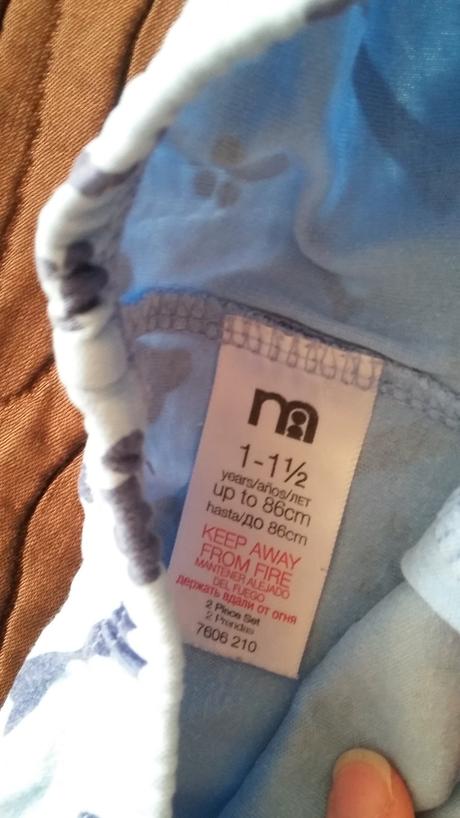 m
1-1½
years/años/лет
up to 86cm
hasta/до 86cm
KEEP AWAY
FROM FIRE
MANTENER ALEJADO
DEL FUEGO
держать вдали от огня
2 Piece Set
2 Prendas
7606 210